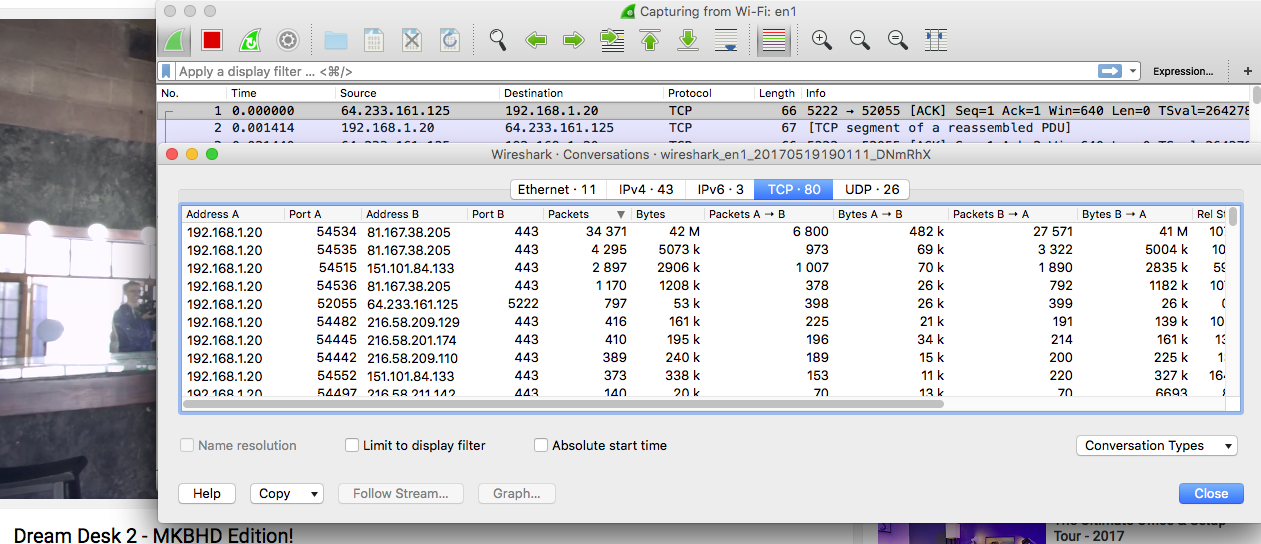 Capturing from Wi-Fi: en1
Apply a display filter ... <⌘/>
Expression...
+
No. Time Source Destination Protocol Length Info
1 0.000000 64.233.161.125 192.168.1.20 TCP 66 5222 → 52055 [ACK] Seq=1 Ack=1 Win=640 Len=0 TSval=264278
2 0.001414 192.168.1.20 64.233.161.125 TCP 67 [TCP segment of a reassembled PDU]
Wireshark · Conversations · wireshark_en1_20170519190111_DNmRhX
Ethernet · 11 IPv4 · 43 IPv6 · 3 TCP · 80 UDP · 26
Address A Port A Address B Port B Packets Bytes Packets A → B Bytes A → B Packets B → A Bytes B → A Rel St
192.168.1.20 54534 81.167.38.205 443 34 371 42 M 6 800 482 k 27 571 41 M 10
192.168.1.20 54535 81.167.38.205 443 4 295 5073 k 973 69 k 3 322 5004 k 10
192.168.1.20 54515 151.101.84.133 443 2 897 2906 k 1 007 70 k 1 890 2835 k 59
192.168.1.20 54536 81.167.38.205 443 1 170 1208 k 378 26 k 792 1182 k 10
192.168.1.20 52055 64.233.161.125 5222 797 53 k 398 26 k 399 26 k
192.168.1.20 54482 216.58.209.129 443 416 161 k 225 21 k 191 139 k 10
192.168.1.20 54445 216.58.201.174 443 410 195 k 196 34 k 214 161 k 13
192.168.1.20 54442 216.58.209.110 443 389 240 k 189 15 k 200 225 k
192.168.1.20 54552 151.101.84.133 443 373 338 k 153 11 k 220 327 k 16
192.168.1.20 54497 216.58.211.142 443 140 20 k 70 13 k 70 6693
Name resolution Limit to display filter Absolute start time Conversation Types
Help Copy Follow Stream... Graph... Close
Dream Desk 2 - MKBHD Edition!
The Ultimate Office & Setup
Tour - 2017